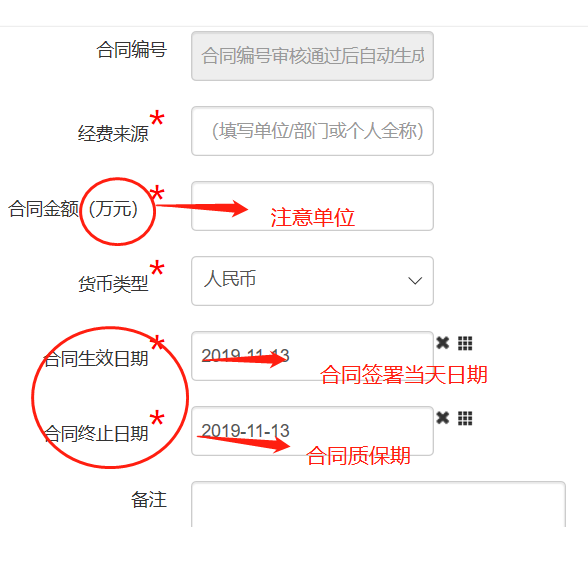 合同编号 合同编号审核通过后自动生成
经费来源* （填写单位/部门或个人全称）
合同金额（万元）* 注意单位
货币类型* 人民币
合同生效日期* 2019-11-13
合同签署当天日期
合同终止日期* 2019-11-13
合同质保期
备注